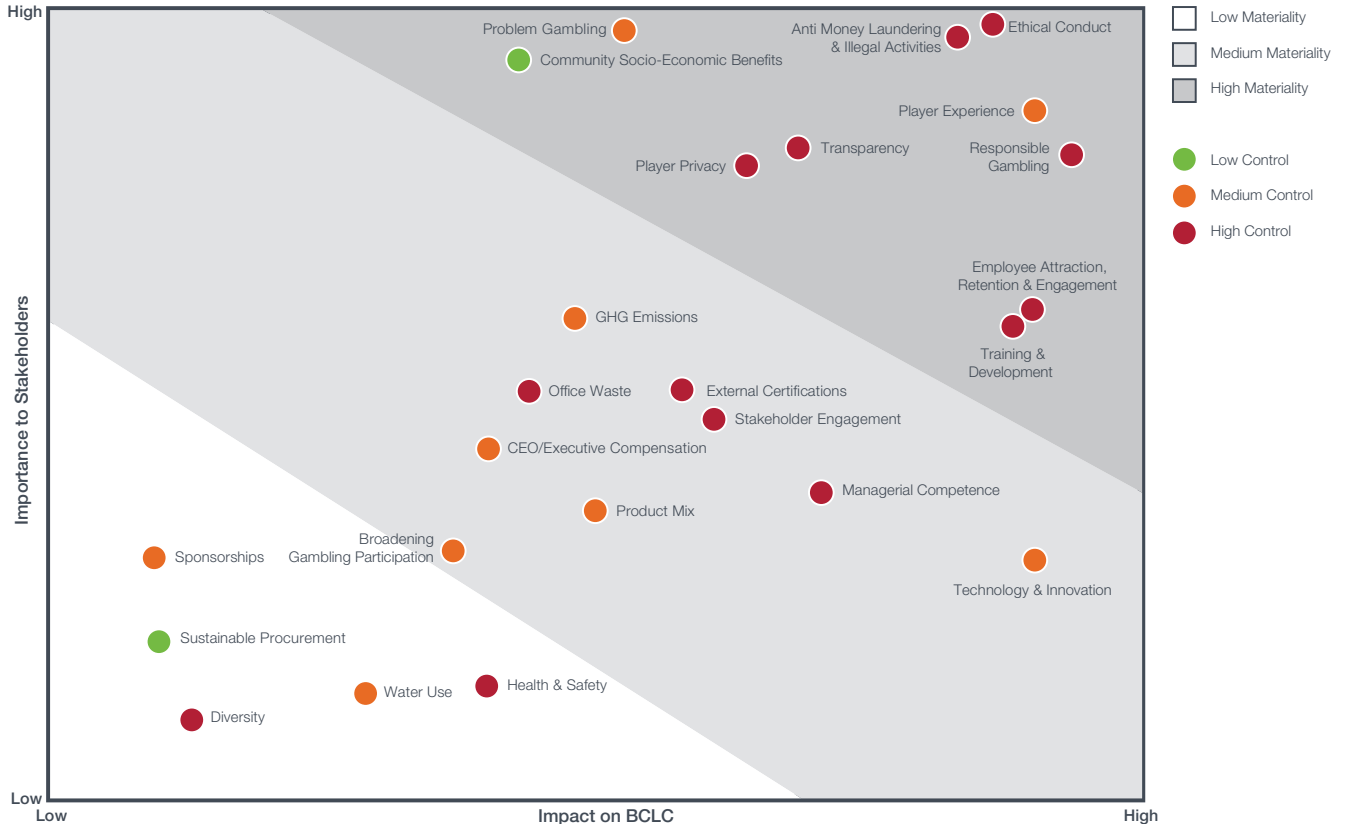 High
Problem Gambling
Community Socio-Economic Benefits
Anti Money Laundering
& Illegal Activities
Ethical Conduct
Player Experience
Transparency
Responsible
Gambling
Player Privacy
Employee Attraction,
Retention & Engagement
Training &
Development
GHG Emissions
Office Waste
External Certifications
Stakeholder Engagement
CEO/Executive Compensation
Managerial Competence
Product Mix
Broadening
Gambling Participation
Sponsorships
Technology & Innovation
Sustainable Procurement
Water Use
Health & Safety
Diversity
Importance to Stakeholders
Low
Low
Impact on BCLC
High
Low Materiality
Medium Materiality
High Materiality
Low Control
Medium Control
High Control